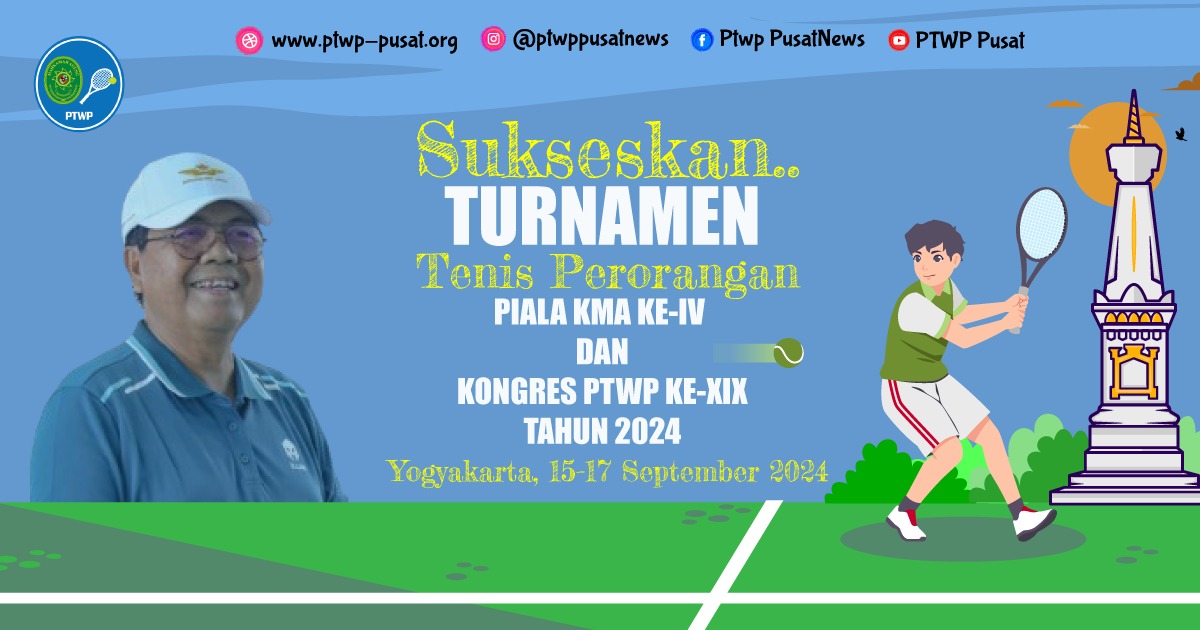 www.ptwp-pusat.org
@ptwppusatnews
Ptwp PusatNews
PTWP Pusat
PTWP
Sukseskan..
TURNAMEN
Tenis Perorangan
PIALA KMA KE-IV
DAN
KONGRES PTWP KE-XIX
TAHUN 2024
Yogyakarta, 15-17 September 2024